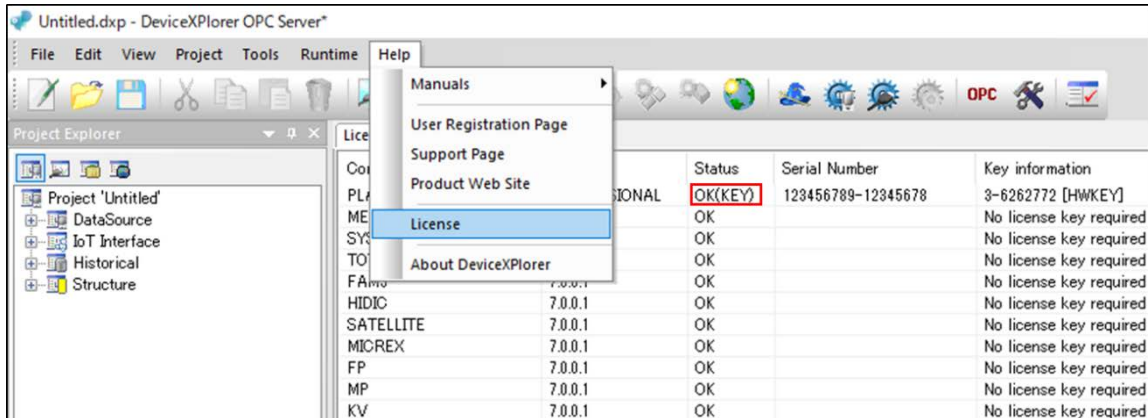 Untitled.dxp - DeviceXPlorer OPC Server*
File Edit View Project Tools Runtime Help
OPC
Manuals
User Registration Page
Support Page
Product Web Site
License
About DeviceXPlorer
Project Explorer
Project 'Untitled'
DataSource
IoT Interface
Historical
Structure
Status Serial Number Key information
OK(KEY) 123456789-12345678 3-6262772 [HWKEY]
OK No license key required
OK No license key required
OK No license key required
OK No license key required
HIDIC 7.0.0.1 OK No license key required
SATELLITE 7.0.0.1 OK No license key required
MICREX 7.0.0.1 OK No license key required
FP 7.0.0.1 OK No license key required
MP 7.0.0.1 OK No license key required
KV 7.0.0.1 OK No license key required